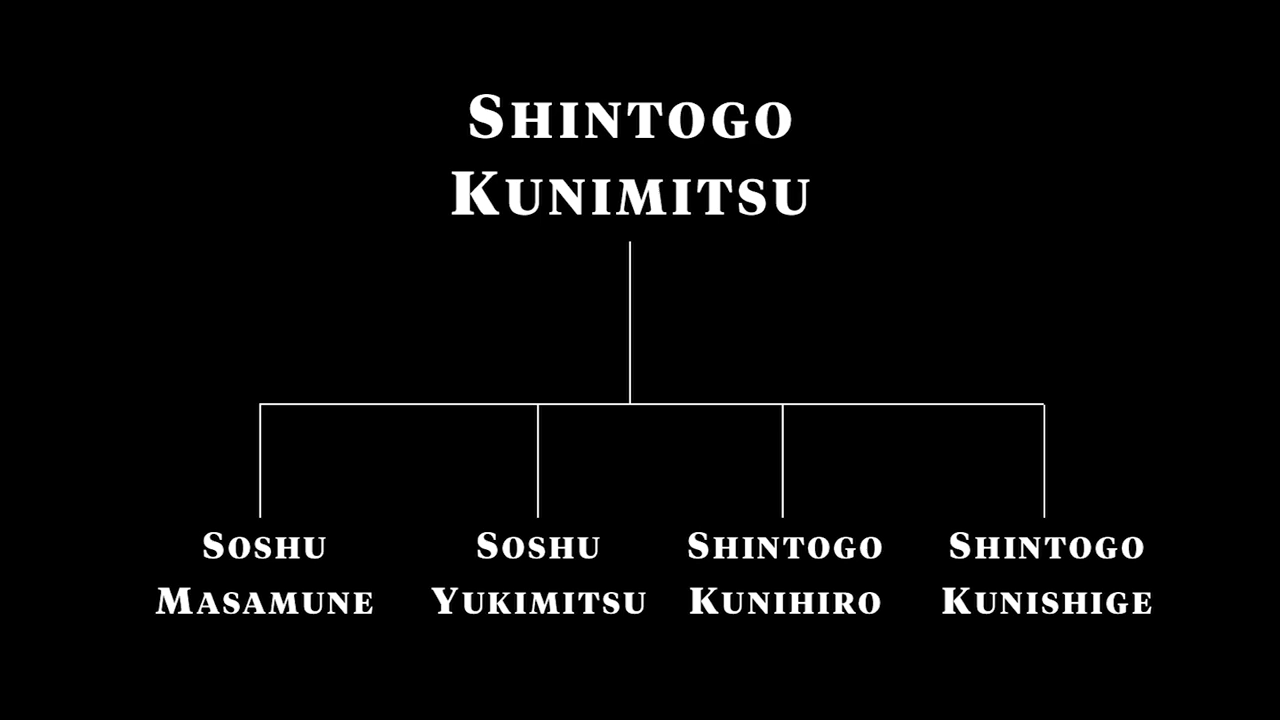 Shintogo
Kunimitsu
Soshu
Masamune
Soshu
Yukimitsu
Shintogo
Kunihiro
Shintogo
Kunishige